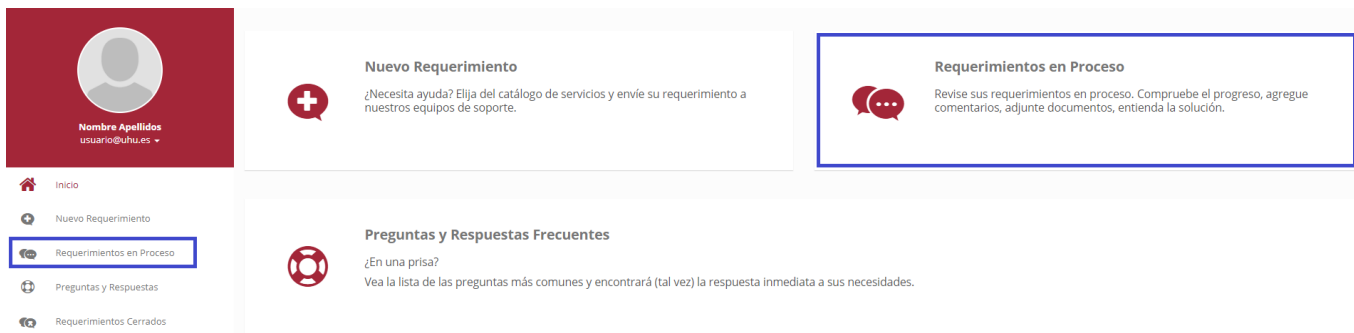 Nombre Apellidos
usuario@uhu.es
Inicio
Nuevo Requerimiento
Requerimientos en Proceso
Preguntas y Respuestas
Requerimientos Cerrados
Nuevo Requerimiento
¿Necesita ayuda? Elija del catálogo de servicios y envíe su requerimiento a
nuestros equipos de soporte.
Requerimientos en Proceso
Revise sus requerimientos en proceso. Compruebe el progreso, agregue
comentarios, adjunte documentos, entienda la solución.
Preguntas y Respuestas Frecuentes
¿En una prisa?
Vea la lista de las preguntas más comunes y encontrará (tal vez) la respuesta inmediata a sus necesidades.